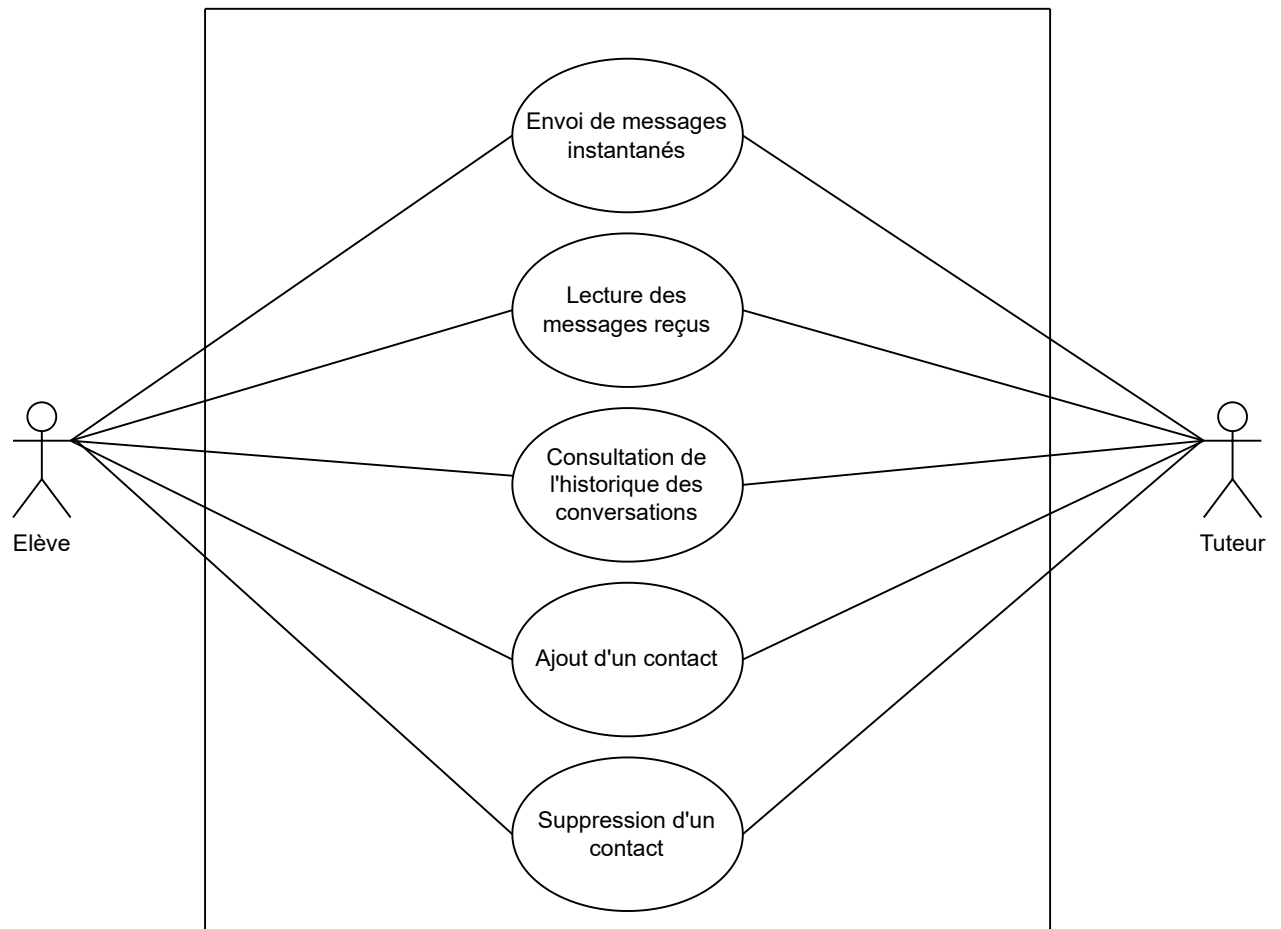 Envoi de messages
instantanés
Lecture des
messages reçus
Consultation de
l'historique des
conversations
Elève
Tuteur
Ajout d'un contact
Suppression d'un
contact